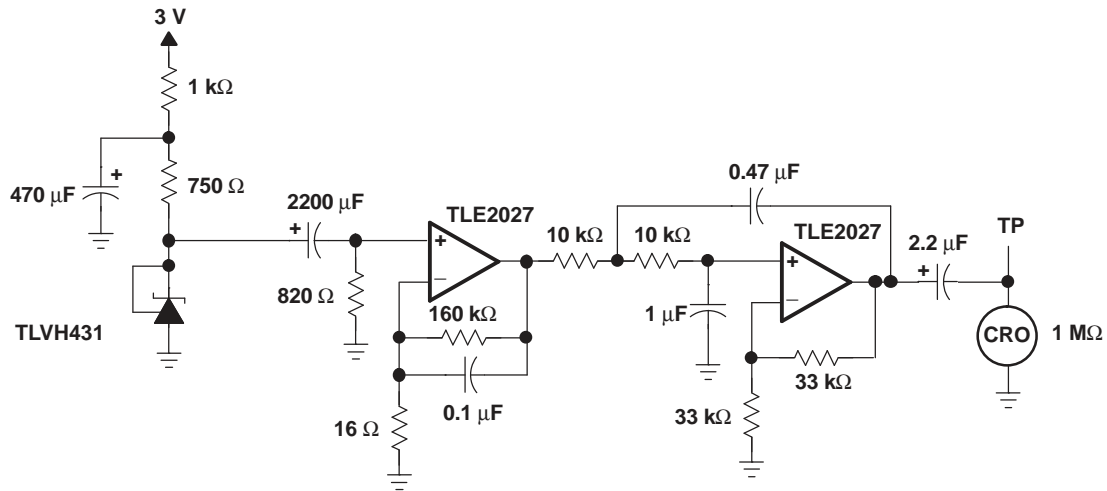 3 V
1 kΩ
470 μF
+
750 Ω
TLVH431
2200 μF
+
820 Ω
TLE2027
+
−
160 kΩ
0.1 μF
16 Ω
10 kΩ
10 kΩ
0.47 μF
1 μF
TLE2027
+
−
33 kΩ
33 kΩ
2.2 μF
+
TP
CRO
1 MΩ